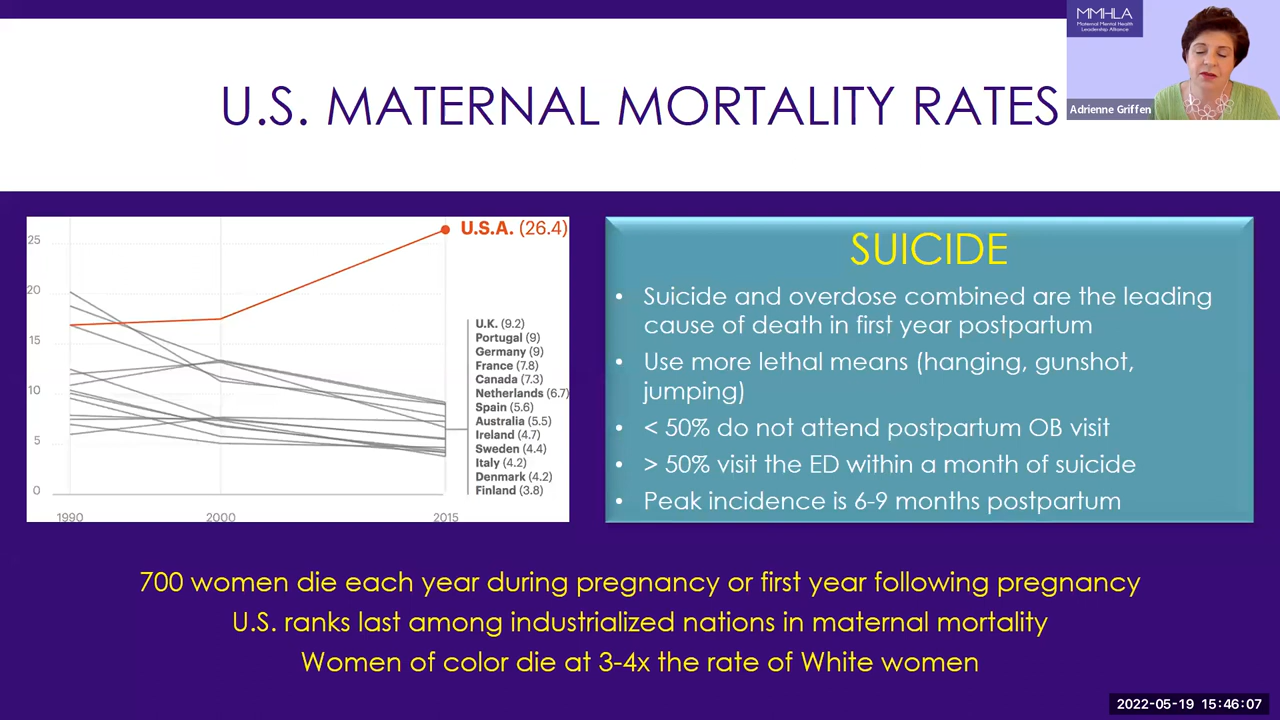 MMHLA
Maternal Mental Health
Leadership Alliance
Adrienne Griffen
U.S. MATERNAL MORTALITY RATES
25
20
15
10
5
0
1990
2000
2015
U.S.A. (26.4)
U.K. (9.2)
Portugal (9)
Germany (9)
France (7.8)
Canada (7.3)
Netherlands (6.7)
Spain (5.6)
Australia (5.5)
Ireland (4.7)
Sweden (4.4)
Italy (4.2)
Denmark (4.2)
Finland (3.8)
SUICIDE
• Suicide and overdose combined are the leading
cause of death in first year postpartum
• Use more lethal means (hanging, gunshot,
jumping)
• < 50% do not attend postpartum OB visit
• > 50% visit the ED within a month of suicide
• Peak incidence is 6-9 months postpartum
700 women die each year during pregnancy or first year following pregnancy
U.S. ranks last among industrialized nations in maternal mortality
Women of color die at 3-4x the rate of White women
2022-05-19 15:46:07